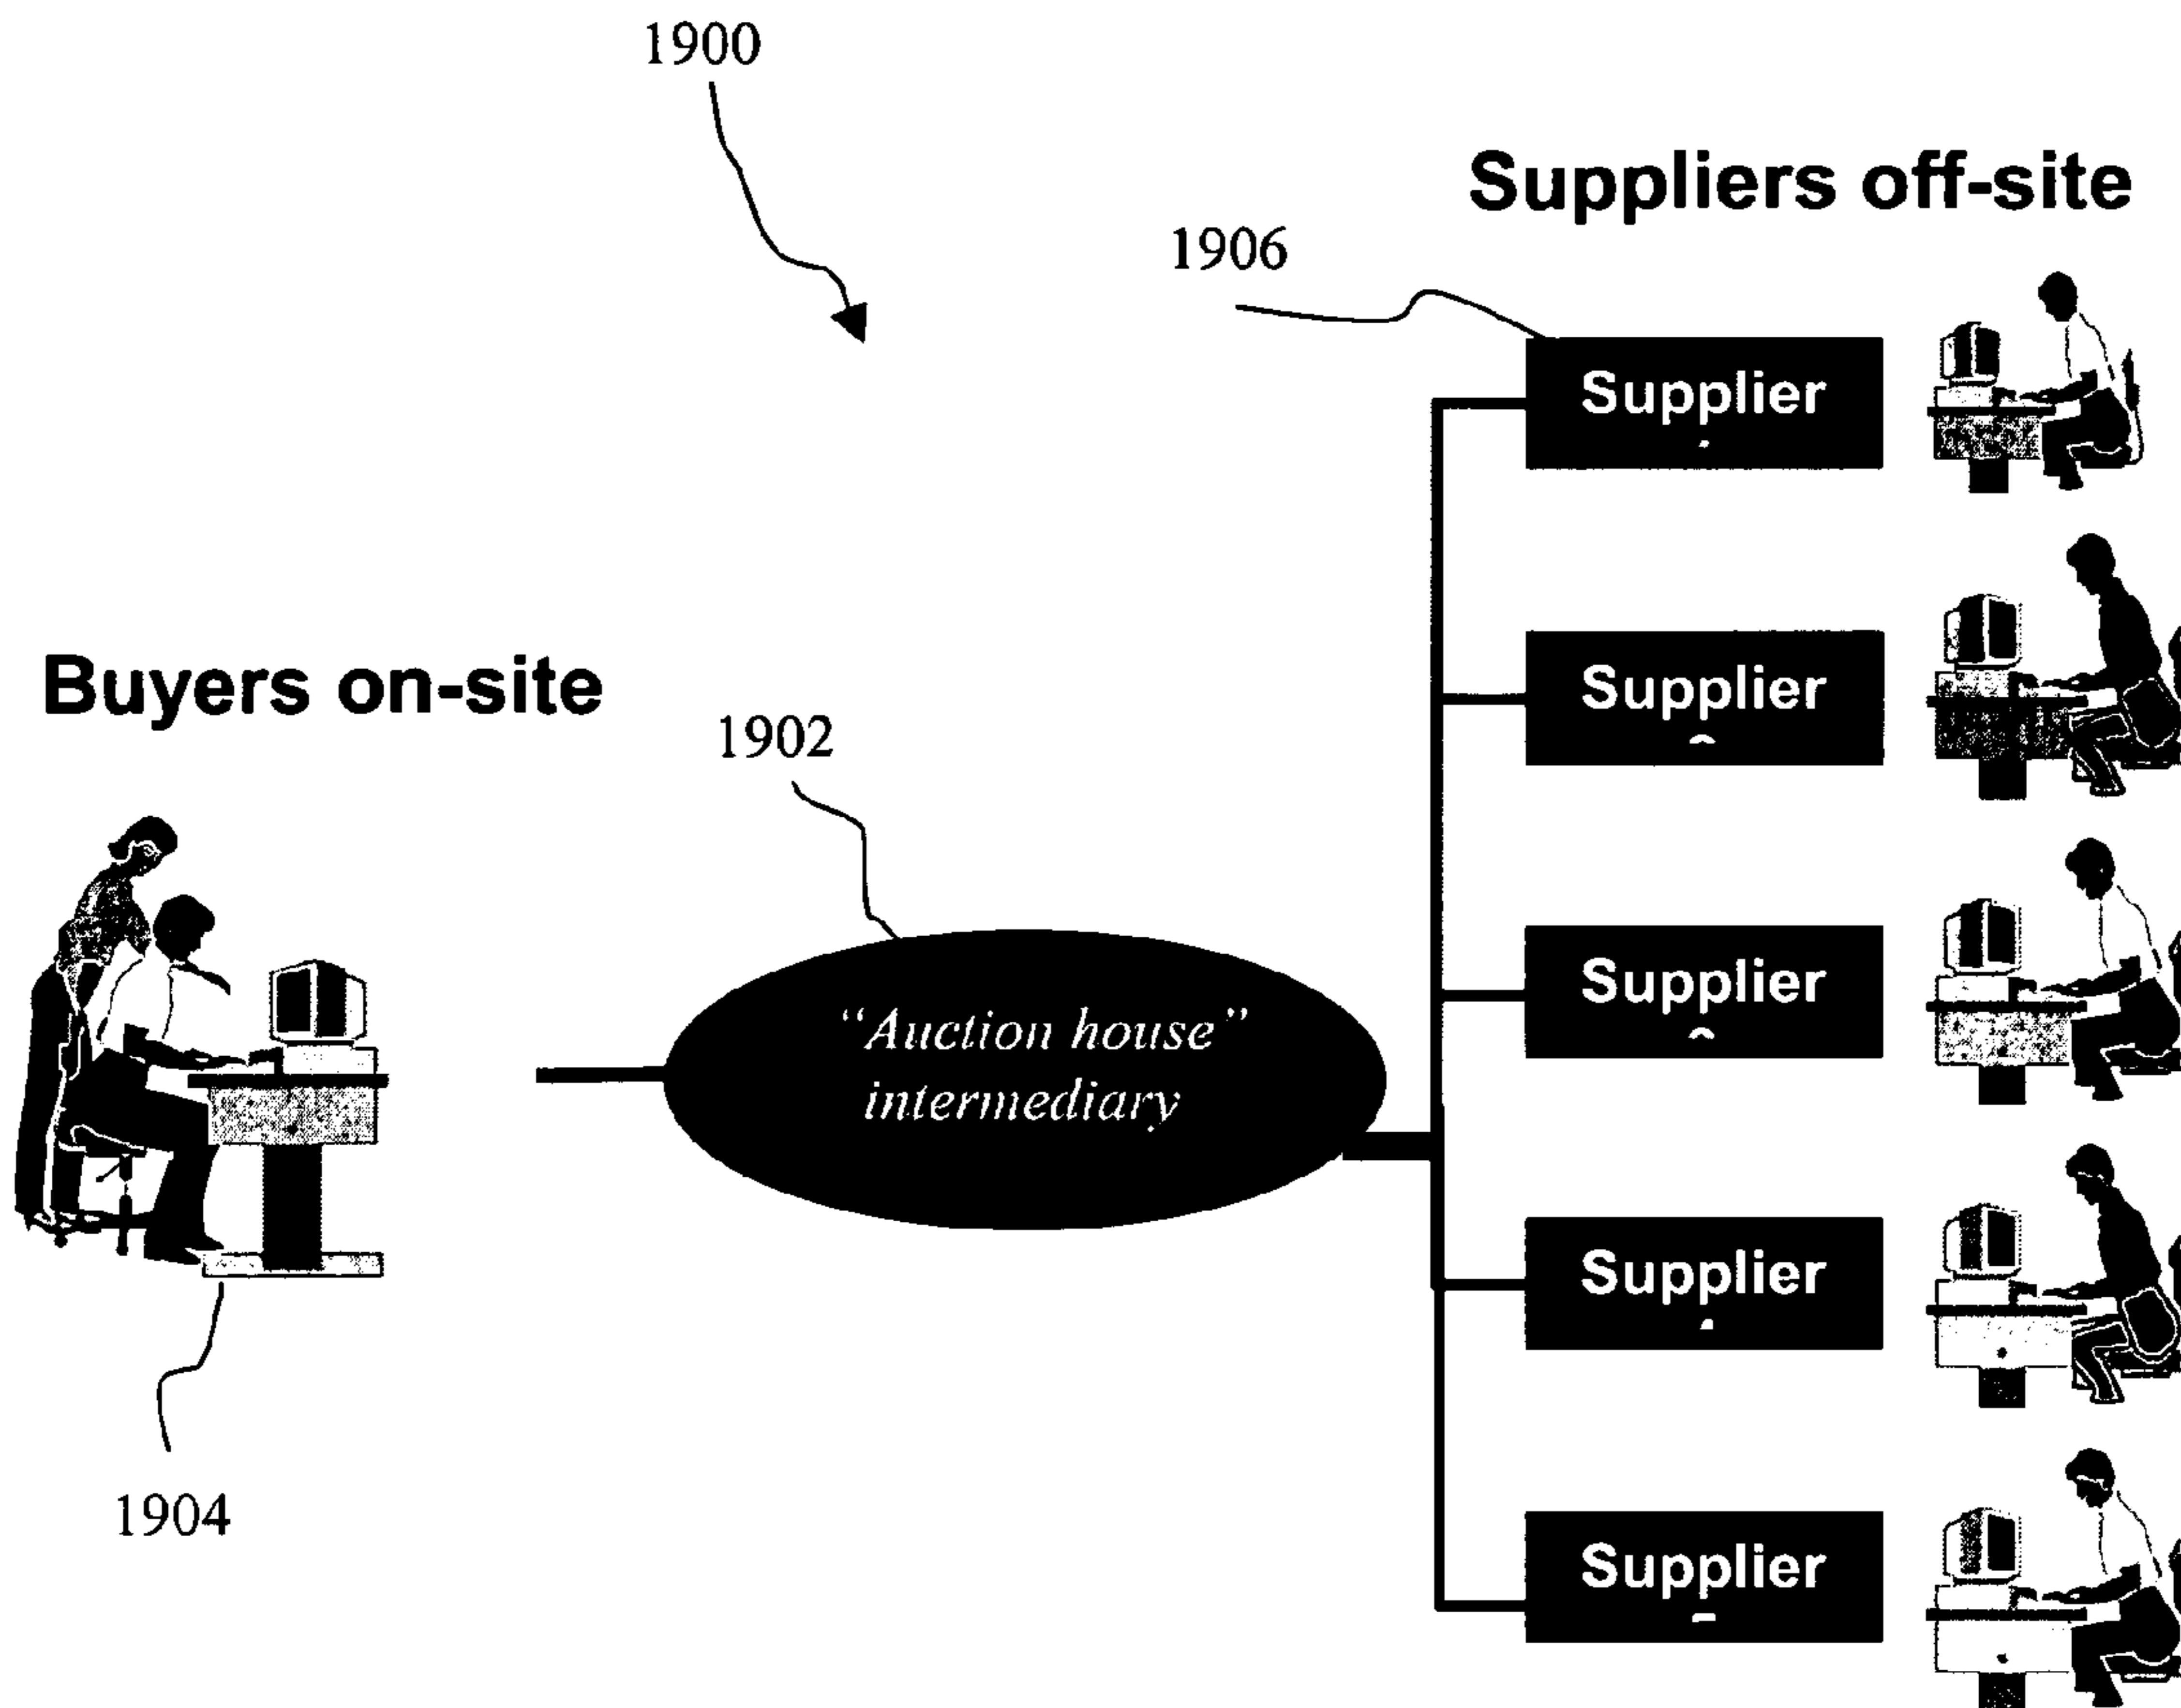 1900
Suppliers off-site
1906
Supplier
Supplier
Buyers on-site
1902
Supplier
“Auction house”
intermediary
Supplier
1904
Supplier